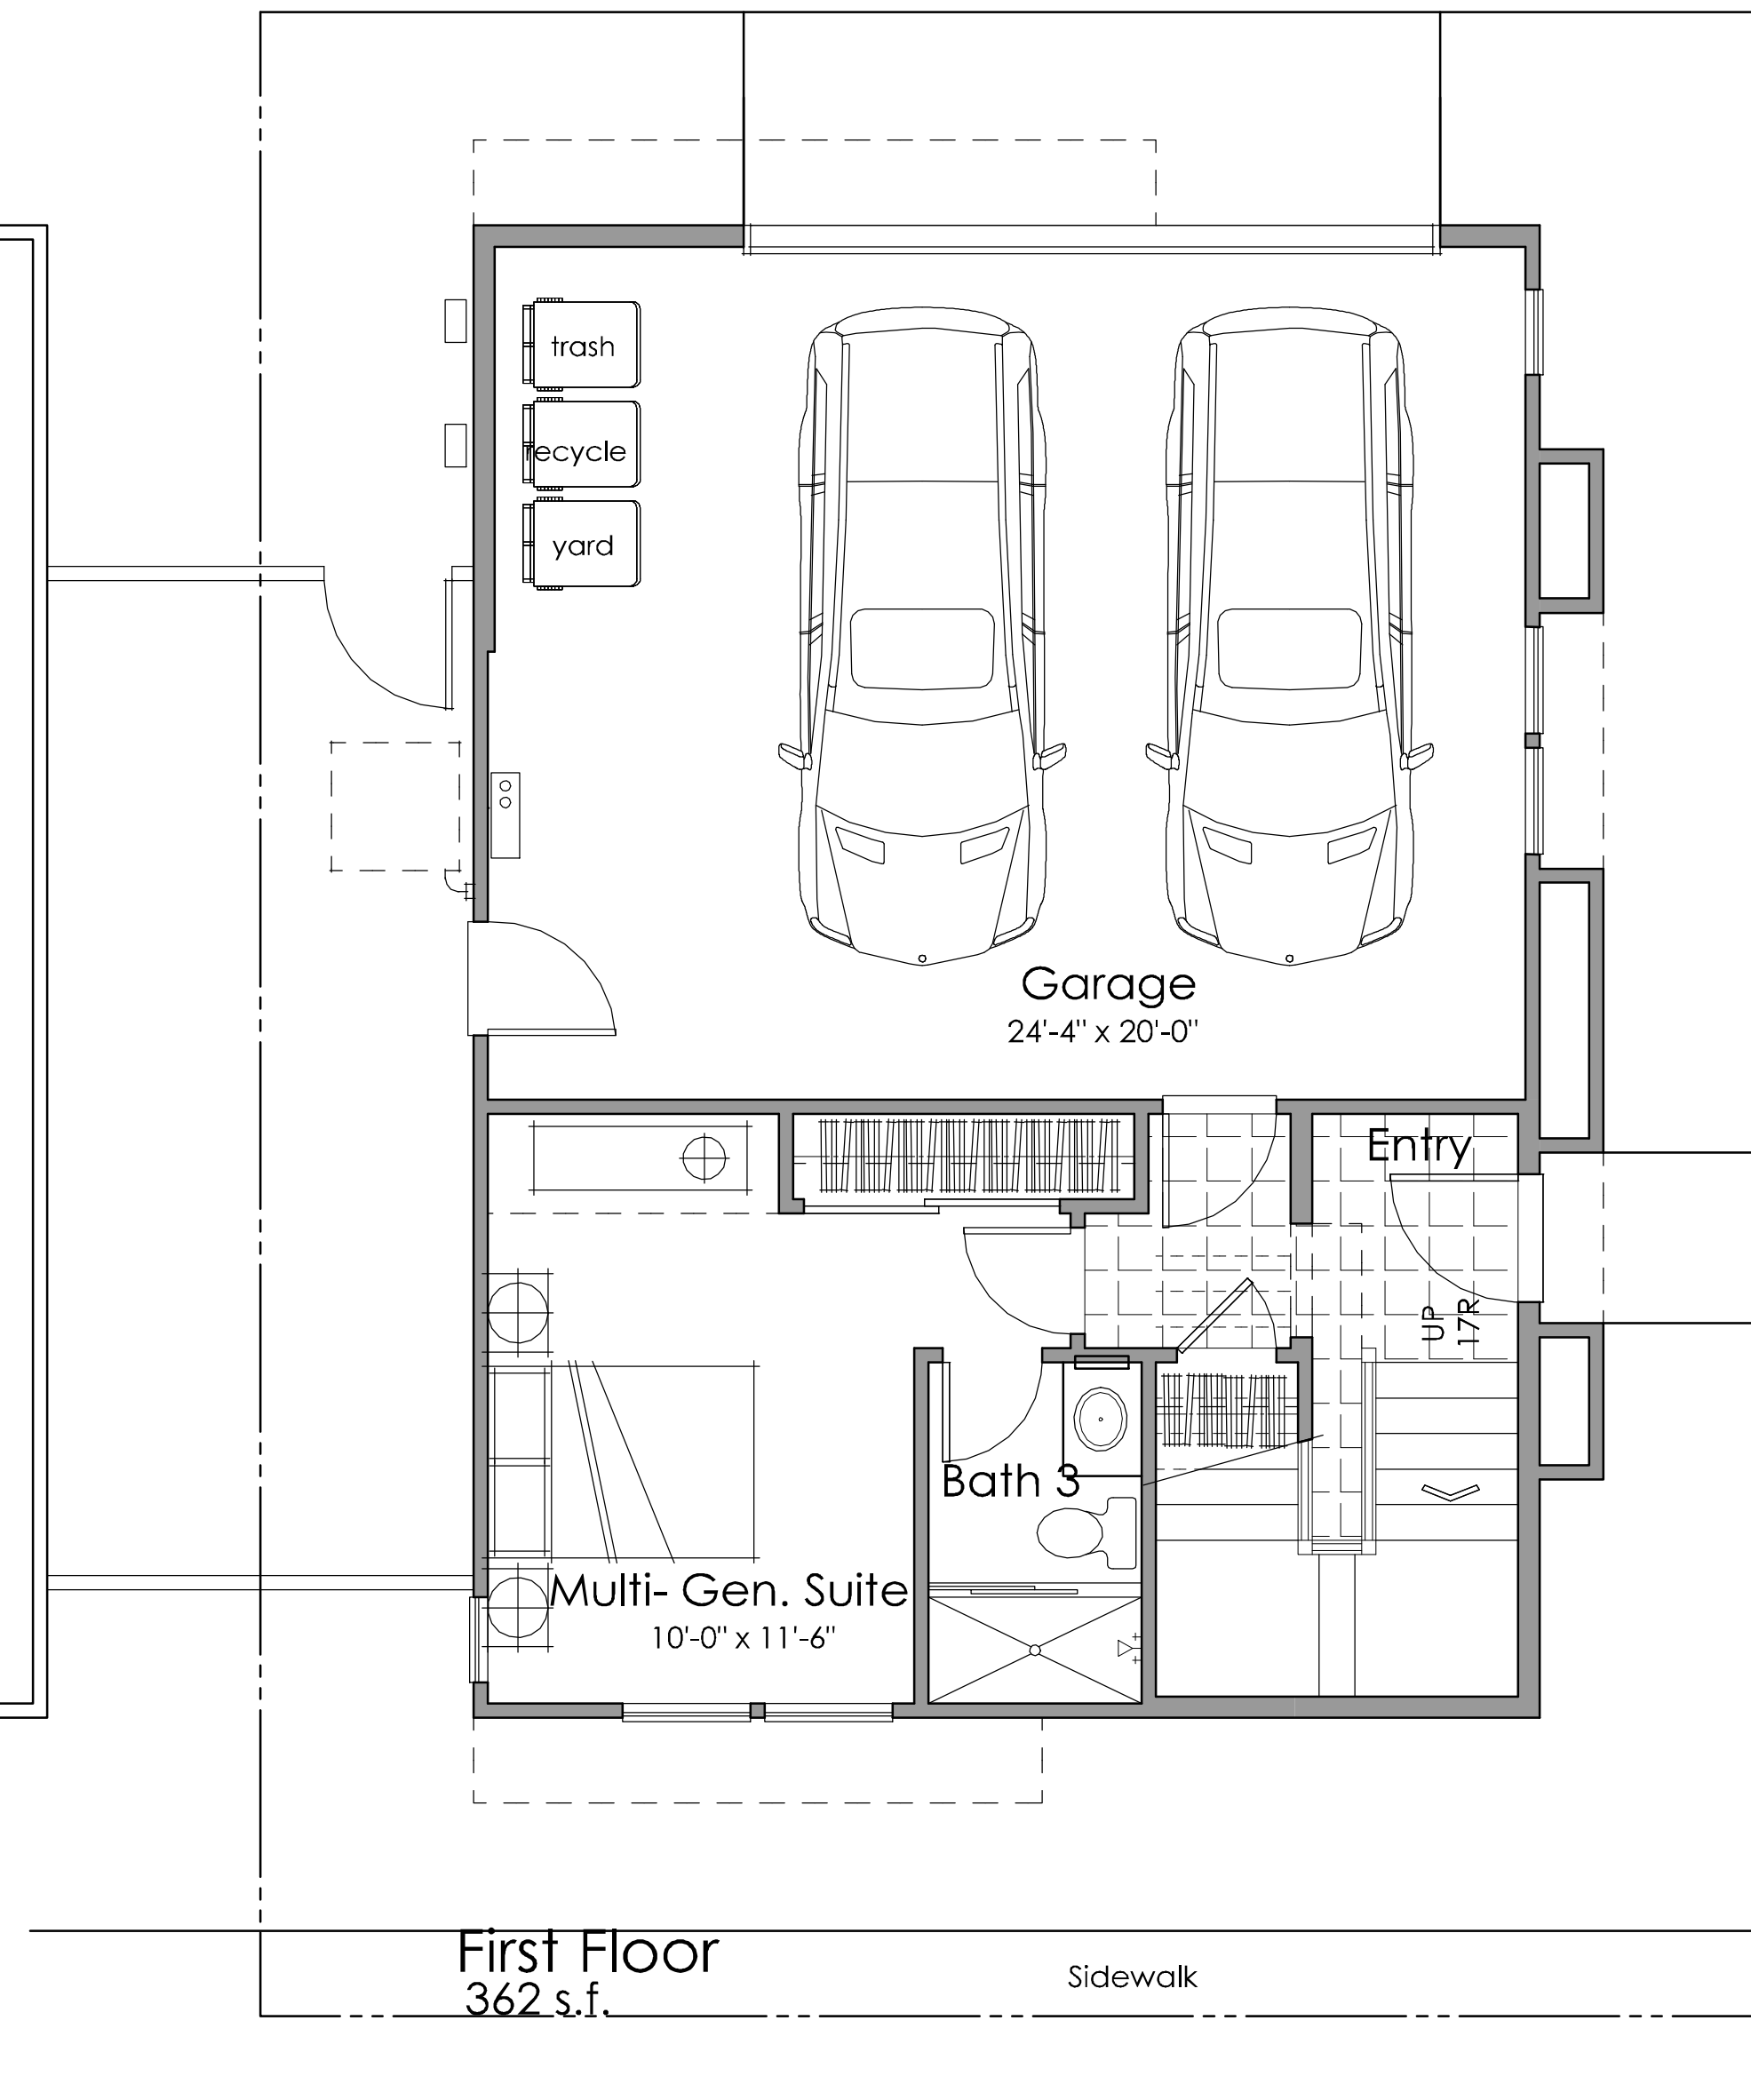 trash
recycle
yard
Garage
24'-4" x 20'-0"
Entry
UP
17R
Bath 3
Multi- Gen. Suite
10'-0" x 11'-6"
First Floor
362 s.f.
Sidewalk